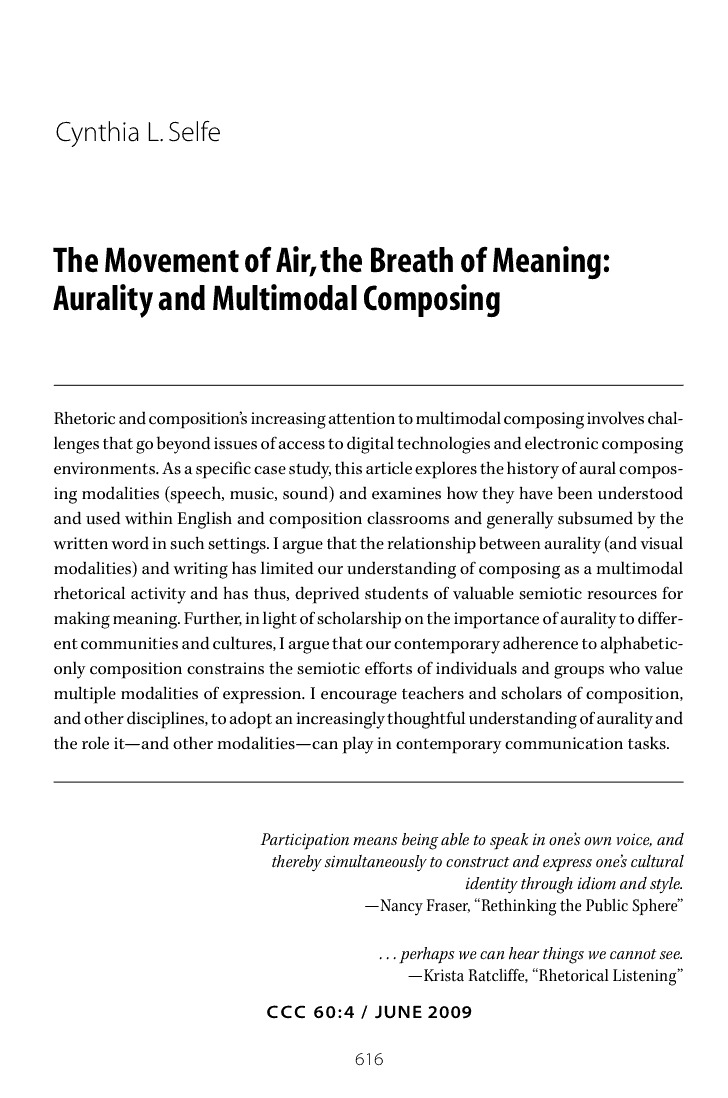 Cynthia L. Selfe
The Movement of Air, the Breath of Meaning:
Aurality and Multimodal Composing
Rhetoric and composition's increasing attention to multimodal composing involves chal-
lenges that go beyond issues of access to digital technologies and electronic composing
environments. As a specific case study, this article explores the history of aural compos-
ing modalities (speech, music, sound) and examines how they have been understood
and used within English and composition classrooms and generally subsumed by the
written word in such settings. I argue that the relationship between aurality (and visual
modalities) and writing has limited our understanding of composing as a multimodal
rhetorical activity and has thus, deprived students of valuable semiotic resources for
making meaning. Further, in light of scholarship on the importance of aurality to differ-
ent communities and cultures, I argue that our contemporary adherence to alphabetic-
only composition constrains the semiotic efforts of individuals and groups who value
multiple modalities of expression. I encourage teachers and scholars of composition,
and other disciplines, to adopt an increasingly thoughtful understanding of aurality and
the role it—and other modalities—can play in contemporary communication tasks.
Participation means being able to speak in one's own voice, and
thereby simultaneously to construct and express one's cultural
identity through idiom and style.
—Nancy Fraser, “Rethinking the Public Sphere”
. . . perhaps we can hear things we cannot see.
—Krista Ratcliffe, “Rhetorical Listening”
CCC 60:4 / JUNE 2009
616